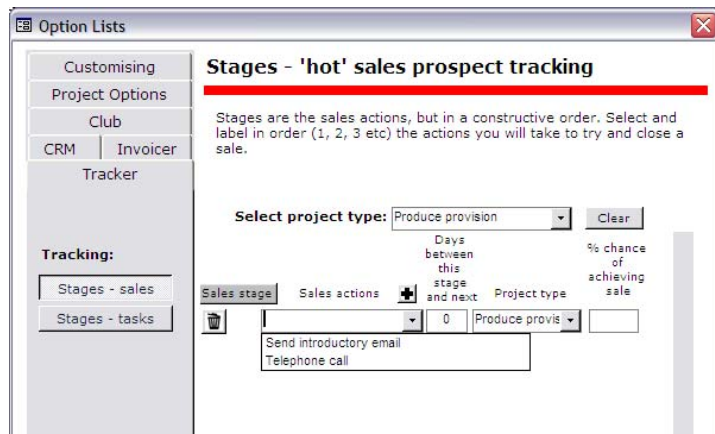 Option Lists
Customising
Project Options
Club
CRM Invoicer
Tracker
Tracking:
Stages - sales
Stages - tasks
Stages - 'hot' sales prospect tracking
Stages are the sales actions, but in a constructive order. Select and
label in order (1, 2, 3 etc) the actions you will take to try and close a
sale.
Select project type: Produce provision Clear
Sales stage
Sales actions
Days
between
this
stage
and next
Project type
% chance
of
achieving
sale
0 Produce provis
Send introductory email
Telephone call